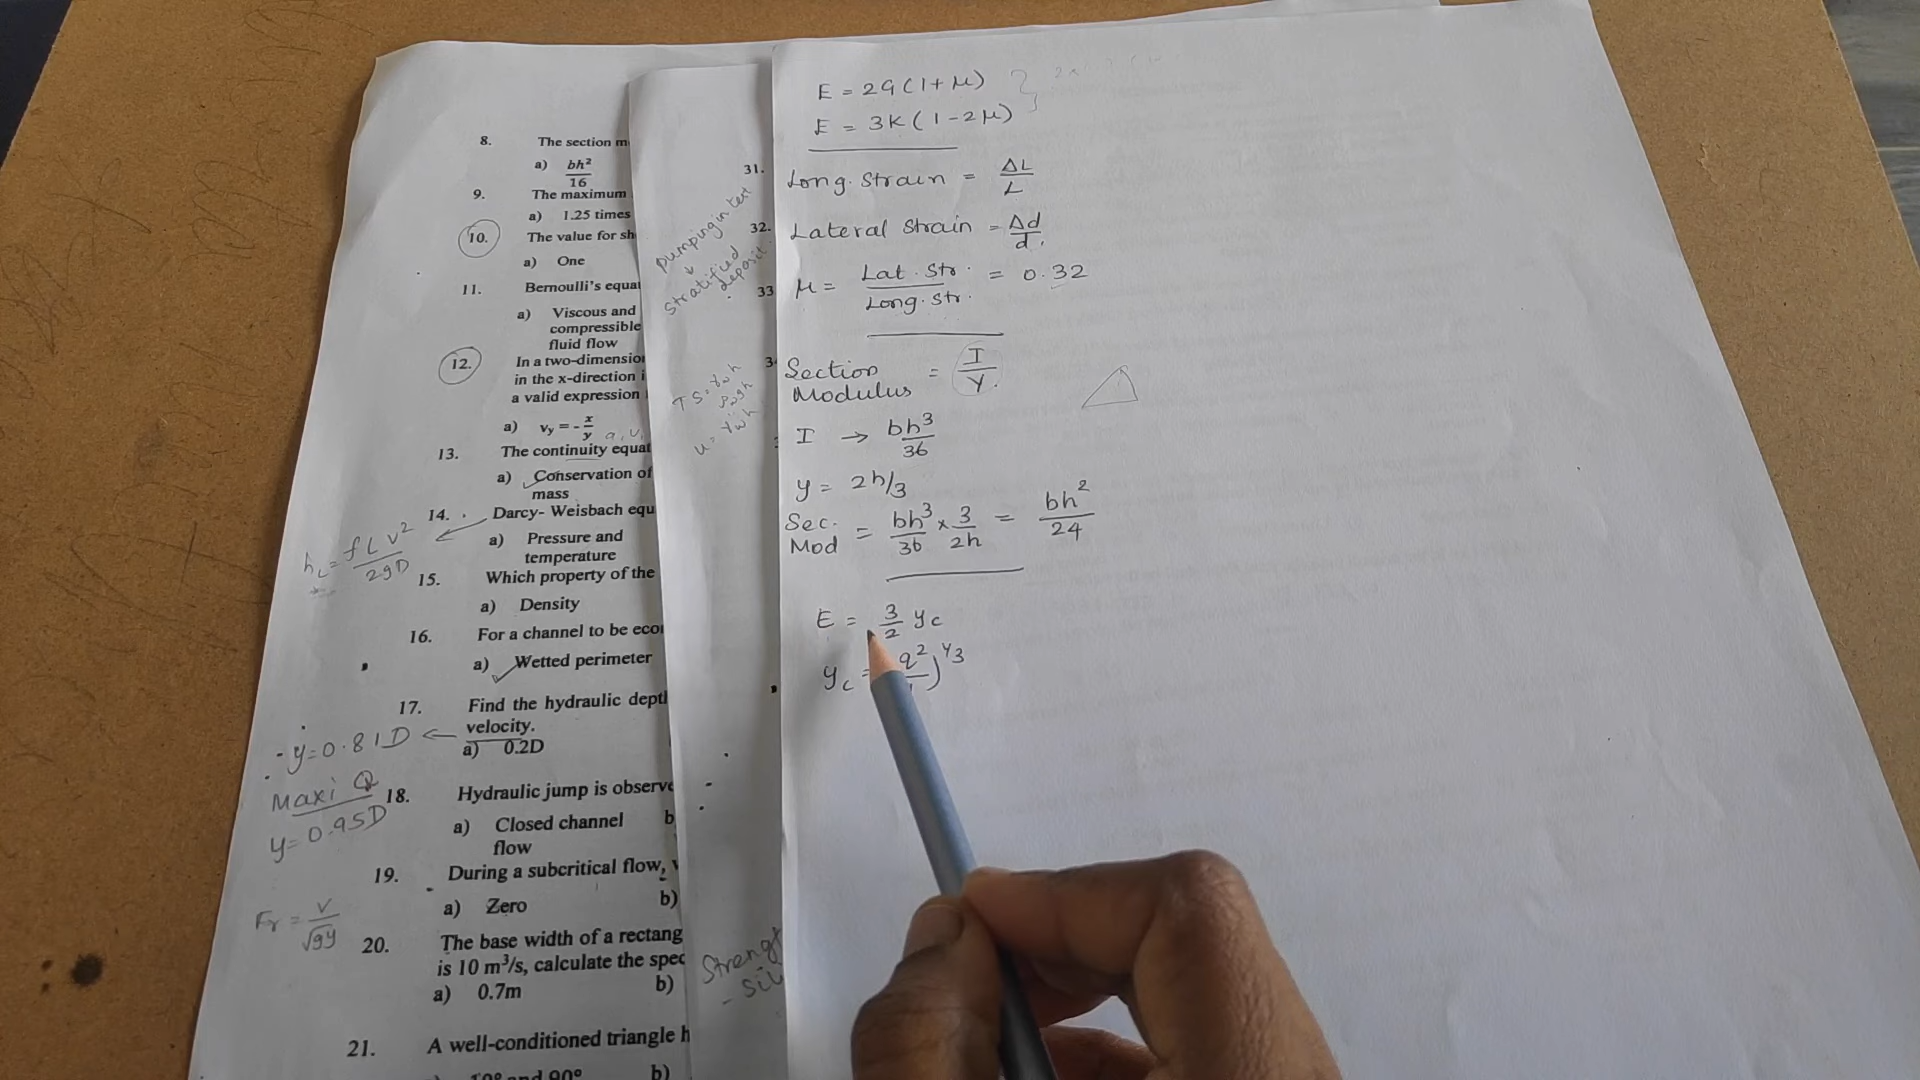 8. The section m
a) bh²/16
9. The maximum
a) 1.25 times
10. The value for sh
a) One
11. Bernoulli's equa
a) Viscous and
compressible
fluid flow
12. In a two-dimension
in the x-direction i
a valid expression
a) vy = -x/y
13. The continuity equat
a) Conservation of
mass
14. Darcy- Weisbach equ
hL = fLv²/2gD
a) Pressure and
temperature
15. Which property of the
a) Density
16. For a channel to be econ
a) Wetted perimeter
17. Find the hydraulic depth
velocity.
y=0.81D
a) 0.2D
Maxi Q
y=0.95D
18. Hydraulic jump is observe
a) Closed channel b
flow
19. During a subcritical flow, v
a) Zero b)
Fr = v/√gy
20. The base width of a rectang
is 10 m³/s, calculate the spec
a) 0.7m b)
21. A well-conditioned triangle h
b)
31.
32.
33
3
Pumping in test
↓
Stratified
deposit
u = γwh
Strengt
E = 2G(1+μ)
E = 3K(1-2μ)
Long. Strain = ΔL/L
Lateral Strain = Δd/d.
μ = Lat. Str./Long. Str. = 0.32
Section Modulus = I/Y.
I → bh³/36
y = 2h/3
Sec. Mod = bh³/36 × 3/2h = bh²/24
E = 3/2 yc
yc =